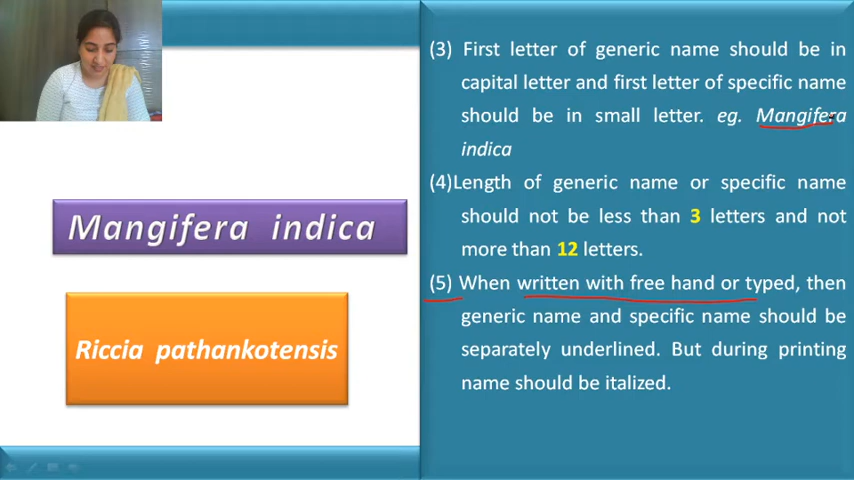 Mangifera indica
Riccia pathankotensis
(3) First letter of generic name should be in
capital letter and first letter of specific name
should be in small letter. eg. Mangifera
indica
(4)Length of generic name or specific name
should not be less than 3 letters and not
more than 12 letters.
(5) When written with free hand or typed, then
generic name and specific name should be
separately underlined. But during printing
name should be italized.